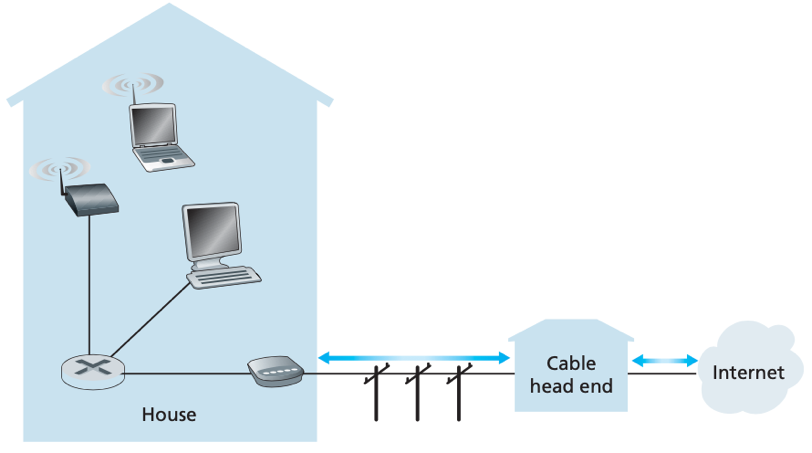 Cable
head end
Internet
House